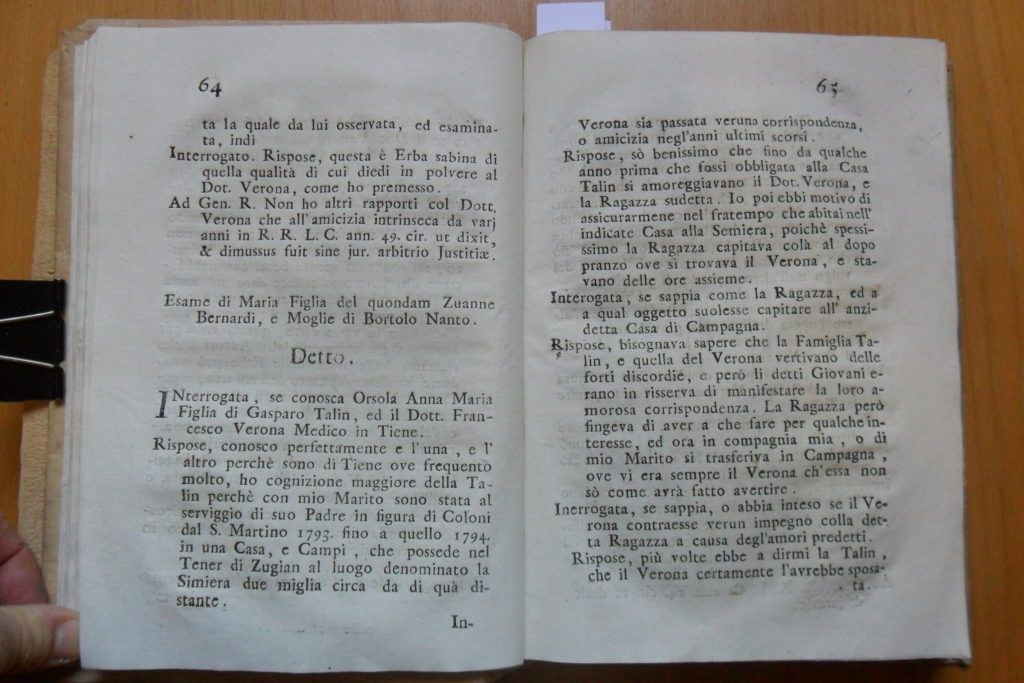 64
ta la quale da lui osservata, ed esamina-
ta, indi
Interrogato. Rispose, questa è Erba sabina di
quella qualità di cui diedi in polvere al
Dot. Verona, come ho premesso.
Ad Gen. R. Non ho altri rapporti col Dott.
Verona che all'amicizia intrinseca da varj
anni in R. R. L. C. ann. 49. cir. ut dixit,
& dimussus fuit sine jur. arbitrio Justitiæ.
Esame di Maria Figlia del quondam Zuanne
Bernardi, e Moglie di Bortolo Nanto.
Detto.
INterrogata, se conosca Orsola Anna Maria
Figlia di Gasparo Talin, ed il Dott. Fran-
cesco Verona Medico in Tiene.
Rispose, conosco perfettamente e l'una, e l'
altro perchè sono di Tiene ove frequento
molto, ho cognizione maggiore della Ta-
lin perchè con mio Marito sono stata al
serviggio di suo Padre in figura di Coloni
dal S. Martino 1793. fino a quello 1794.
in una Casa, e Campi, che possede nel
Tener di Zugian al luogo denominato la
Simiera due miglia circa da di quà di-
stante.
In-
65
Verona sia passata veruna corrispondenza,
o amicizia negl'anni ultimi scorsi.
Rispose, sò benissimo che fino da qualche
anno prima che fossi obbligata alla Casa
Talin si amoreggiavano il Dot. Verona, e
la Ragazza sudetta. Io poi ebbi motivo di
assicurarmene nel fratempo che abitai nell'
indicate Casa alla Semiera, poichè spessi-
simo la Ragazza capitava colà al dopo
pranzo ove si trovava il Verona, e sta-
vano delle ore assieme.
Interogata, se sappia come la Ragazza, ed a
a qual oggetto suolesse capitare all' anzi-
detta Casa di Campagna.
Rispose, bisognava sapere che la Famiglia Ta-
lin, e quella del Verona vertivano delle
forti discordie, e però li detti Giovani e-
rano in risserva di manifestare la loro a-
morosa corrispondenza. La Ragazza però
fingeva di aver a che fare per qualche in-
teresse, ed ora in compagnia mia, o di
mio Marito si trasferiva in Campagna,
ove vi era sempre il Verona ch'essa non
sò come avrà fatto avertire.
Inerrogata, se sappia, o abbia inteso se il Ve-
rona contraesse verun impegno colla det-
ta Ragazza a causa degl'amori predetti.
Rispose, più volte ebbe a dirmi la Talin,
che il Verona certamente l'avrebbe sposa-
ta.